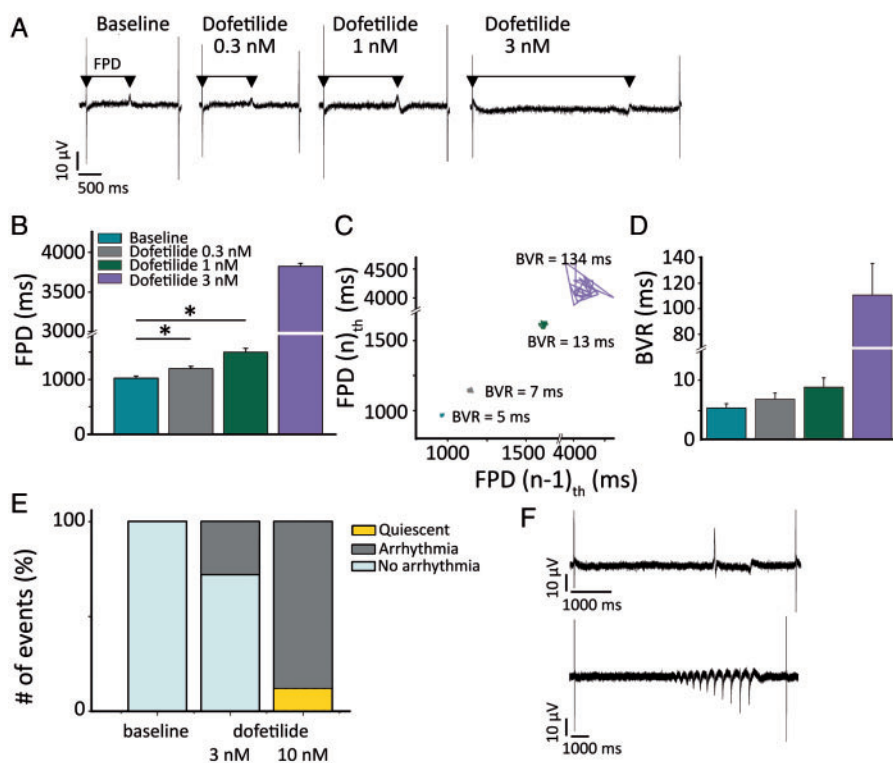 A
Baseline
Dofetilide
0.3 nM
Dofetilide
1 nM
Dofetilide
3 nM
FPD
10 µV
500 ms
B
Baseline
Dofetilide 0.3 nM
Dofetilide 1 nM
Dofetilide 3 nM
FPD
(ms)
4000
3500
3000
1000
0
*
*
C
FPD (n)th (ms)
4500
4000
1500
1000
BVR = 134 ms
BVR = 13 ms
BVR = 7 ms
BVR = 5 ms
1000 1500 4000
FPD (n-1)th (ms)
D
BVR (ms)
140
120
100
80
60
10
5
0
E
# of events (%)
100
0
Quiescent
Arrhythmia
No arrhythmia
baseline dofetilide
3 nM 10 nM
F
10 µV
1000 ms
10 µV
1000 ms